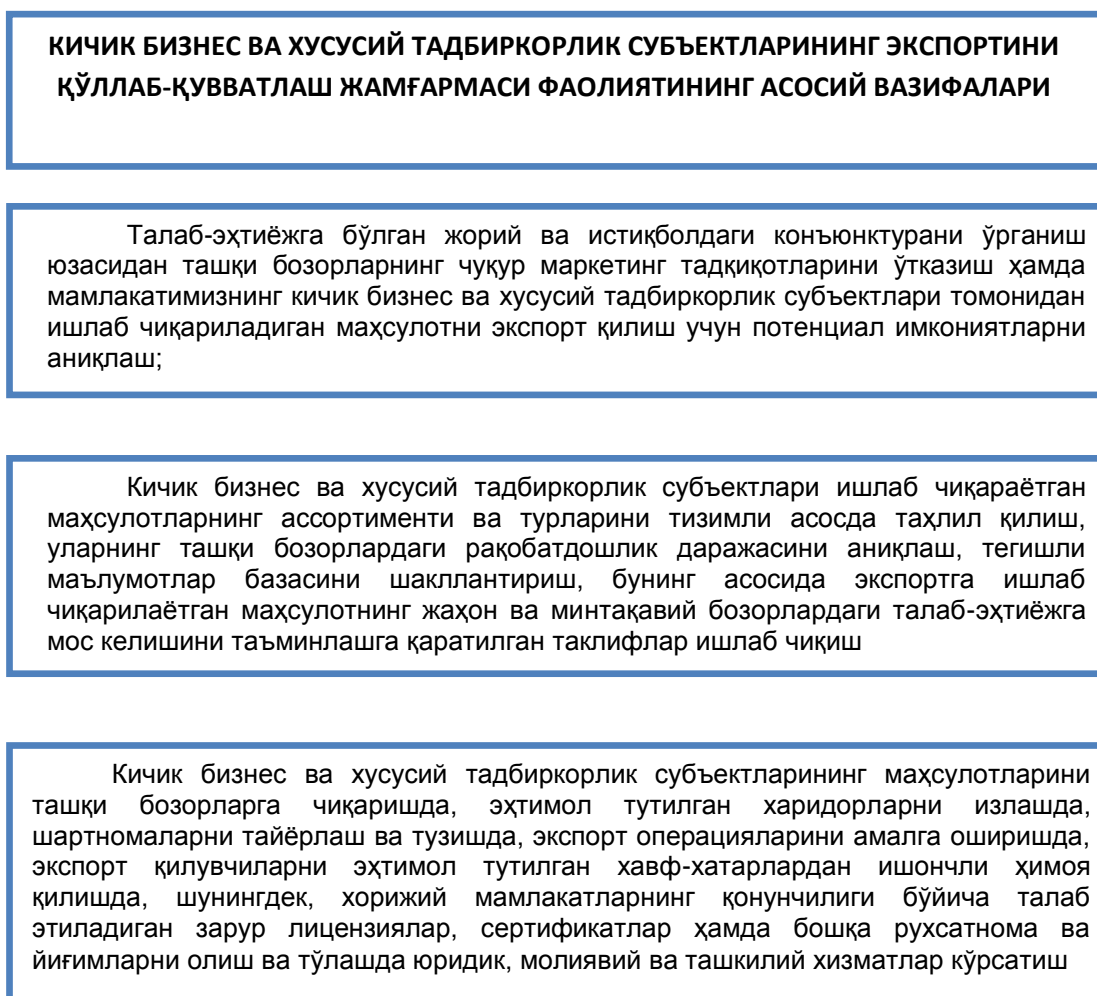 КИЧИК БИЗНЕС ВА ХУСУСИЙ ТАДБИРКОРЛИК СУБЪЕКТЛАРИНИНГ ЭКСПОРТИНИ
ҚЎЛЛАБ-ҚУВВАТЛАШ ЖАМҒАРМАСИ ФАОЛИЯТИНИНГ АСОСИЙ ВАЗИФАЛАРИ
Талаб-эҳтиёжга бўлган жорий ва истиқболдаги конъюнктурани ўрганиш
юзасидан ташқи бозорларнинг чуқур маркетинг тадқиқотларини ўтказиш ҳамда
мамлакатимизнинг кичик бизнес ва хусусий тадбиркорлик субъектлари томонидан
ишлаб чиқариладиган маҳсулотни экспорт қилиш учун потенциал имкониятларни
аниқлаш;
Кичик бизнес ва хусусий тадбиркорлик субъектлари ишлаб чиқараётган
маҳсулотларнинг ассортименти ва турларини тизимли асосда таҳлил қилиш,
уларнинг ташқи бозорлардаги рақобатдошлик даражасини аниқлаш, тегишли
маълумотлар базасини шакллантириш, бунинг асосида экспортга ишлаб
чиқарилаётган маҳсулотнинг жаҳон ва минтақавий бозорлардаги талаб-эҳтиёжга
мос келишини таъминлашга қаратилган таклифлар ишлаб чиқиш
Кичик бизнес ва хусусий тадбиркорлик субъектларининг маҳсулотларини
ташқи бозорларга чиқаришда, эҳтимол тутилган харидорларни излашда,
шартномаларни тайёрлаш ва тузишда, экспорт операцияларини амалга оширишда,
экспорт қилувчиларни эҳтимол тутилган хавф-хатарлардан ишончли ҳимоя
қилишда, шунингдек, хорижий мамлакатларнинг қонунчилиги бўйича талаб
этиладиган зарур лицензиялар, сертификатлар ҳамда бошқа рухсатнома ва
йиғимларни олиш ва тўлашда юридик, молиявий ва ташкилий хизматлар кўрсатиш